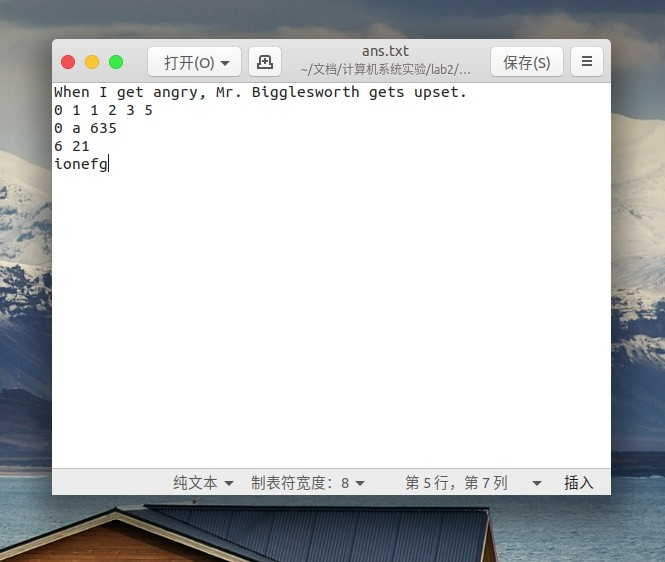 打开(O)
ans.txt
~/文档/计算机系统实验/lab2/...
保存(S)
When I get angry, Mr. Bigglesworth gets upset.
0 1 1 2 3 5
0 a 635
6 21
ionefg
纯文本 制表符宽度：8 第 5 行，第 7 列 插入